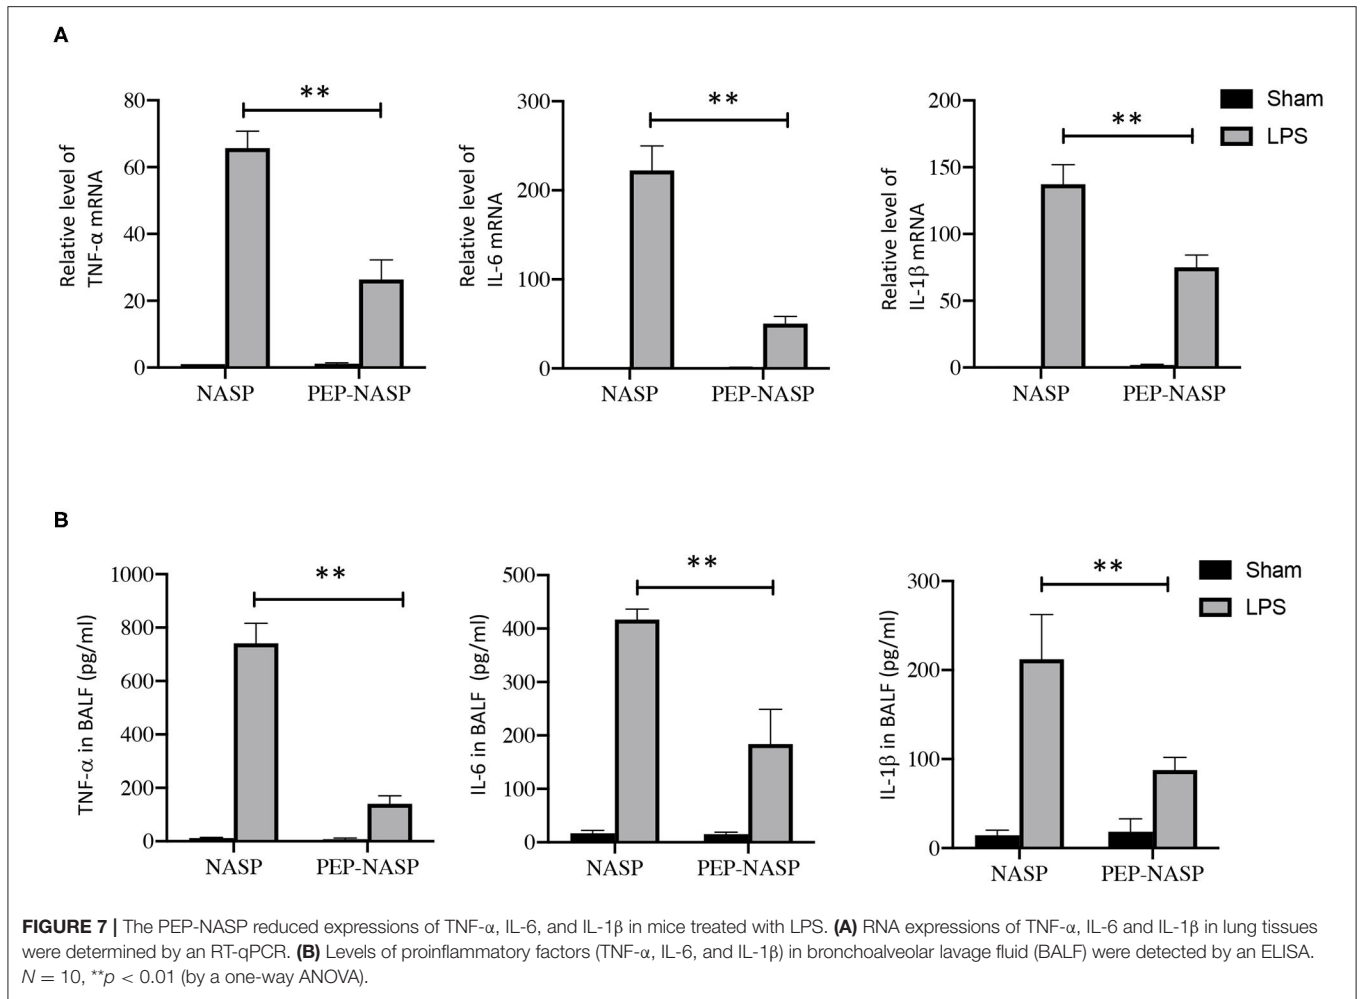 A
Relative level of
TNF-α mRNA
80
60
40
20
0
**
NASP
PEP-NASP
Relative level of
IL-6 mRNA
300
200
100
0
**
NASP
PEP-NASP
Relative level of
IL-1β mRNA
200
150
100
50
0
**
NASP
PEP-NASP
Sham
LPS
B
TNF-α in BALF (pg/ml)
1000
800
600
400
200
0
**
NASP
PEP-NASP
IL-6 in BALF (pg/ml)
500
400
300
200
100
0
**
NASP
PEP-NASP
IL-1β in BALF (pg/ml)
300
200
100
0
**
NASP
PEP-NASP
Sham
LPS
FIGURE 7 | The PEP-NASP reduced expressions of TNF-α, IL-6, and IL-1β in mice treated with LPS. (A) RNA expressions of TNF-α, IL-6 and IL-1β in lung tissues
were determined by an RT-qPCR. (B) Levels of proinflammatory factors (TNF-α, IL-6, and IL-1β) in bronchoalveolar lavage fluid (BALF) were detected by an ELISA.
N = 10, **p < 0.01 (by a one-way ANOVA).